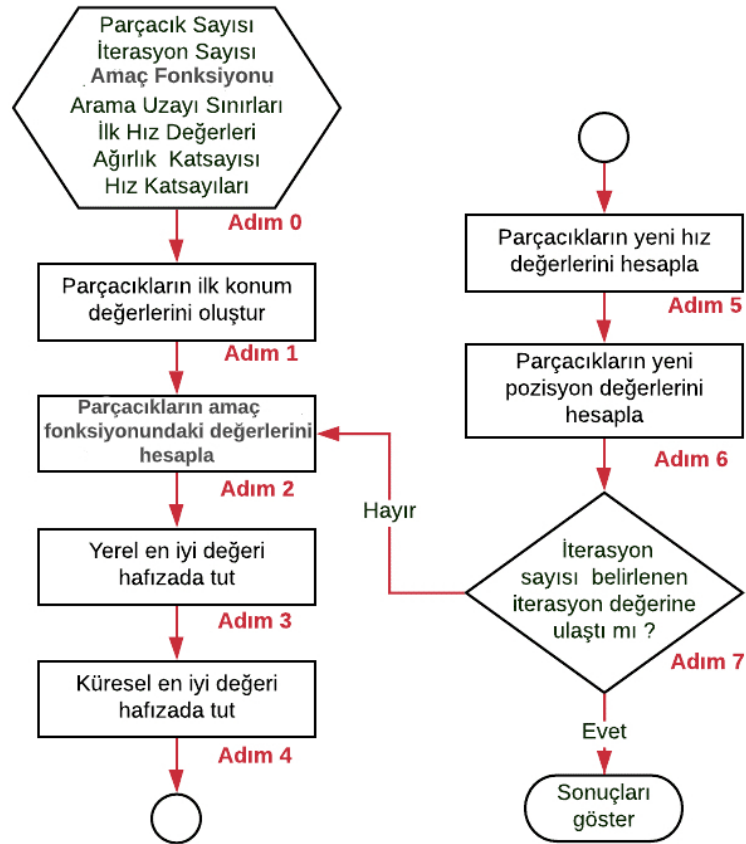 Parçacık Sayısı
İterasyon Sayısı
Amaç Fonksiyonu
Arama Uzayı Sınırları
İlk Hız Değerleri
Ağırlık Katsayısı
Hız Katsayıları
Adım 0
Parçacıkların ilk konum
değerlerini oluştur
Adım 1
Parçacıkların amaç
fonksiyonundaki değerlerini
hesapla
Adım 2
Yerel en iyi değeri
hafızada tut
Adım 3
Küresel en iyi değeri
hafızada tut
Adım 4
Parçacıkların yeni hız
değerlerini hesapla
Adım 5
Parçacıkların yeni
pozisyon değerlerini
hesapla
Adım 6
Hayır
İterasyon
sayısı belirlenen
iterasyon değerine
ulaştı mı ?
Adım 7
Evet
Sonuçları
göster